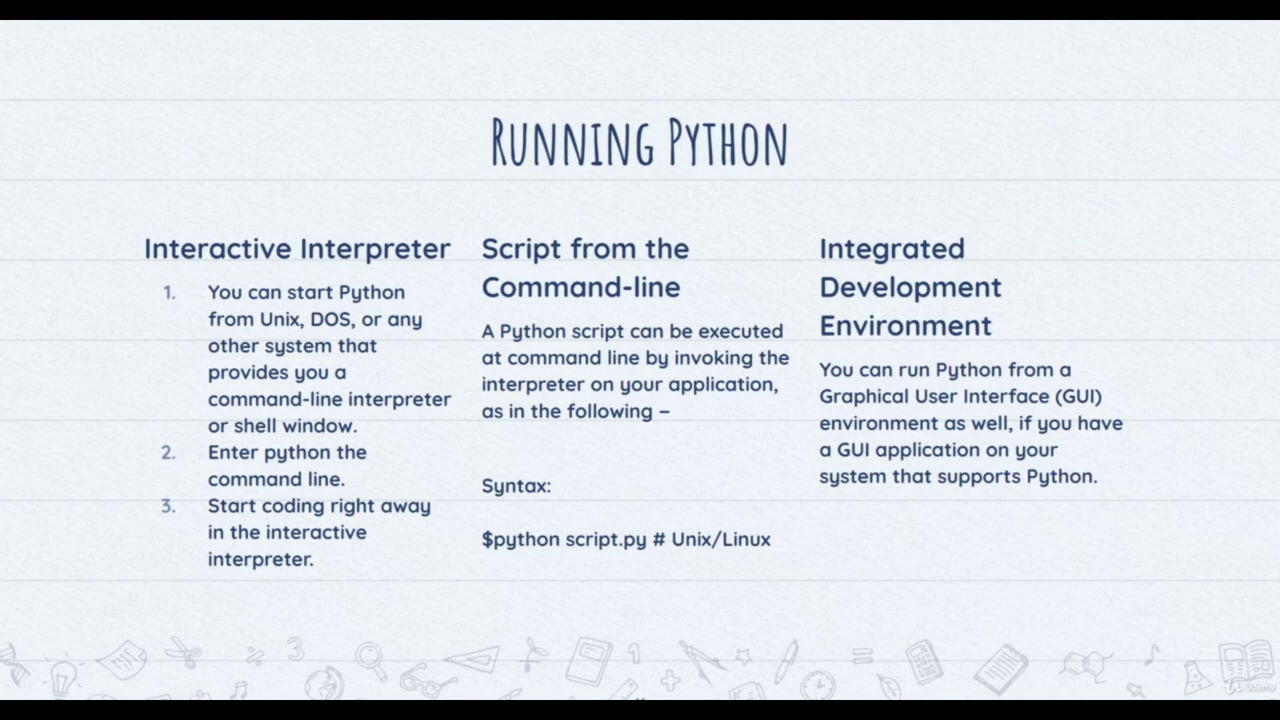 Running Python
Interactive Interpreter
1. You can start Python
from Unix, DOS, or any
other system that
provides you a
command-line interpreter
or shell window.
2. Enter python the
command line.
3. Start coding right away
in the interactive
interpreter.
Script from the
Command-line
A Python script can be executed
at command line by invoking the
interpreter on your application,
as in the following –
Syntax:
$python script.py # Unix/Linux
Integrated
Development
Environment
You can run Python from a
Graphical User Interface (GUI)
environment as well, if you have
a GUI application on your
system that supports Python.
Udemy